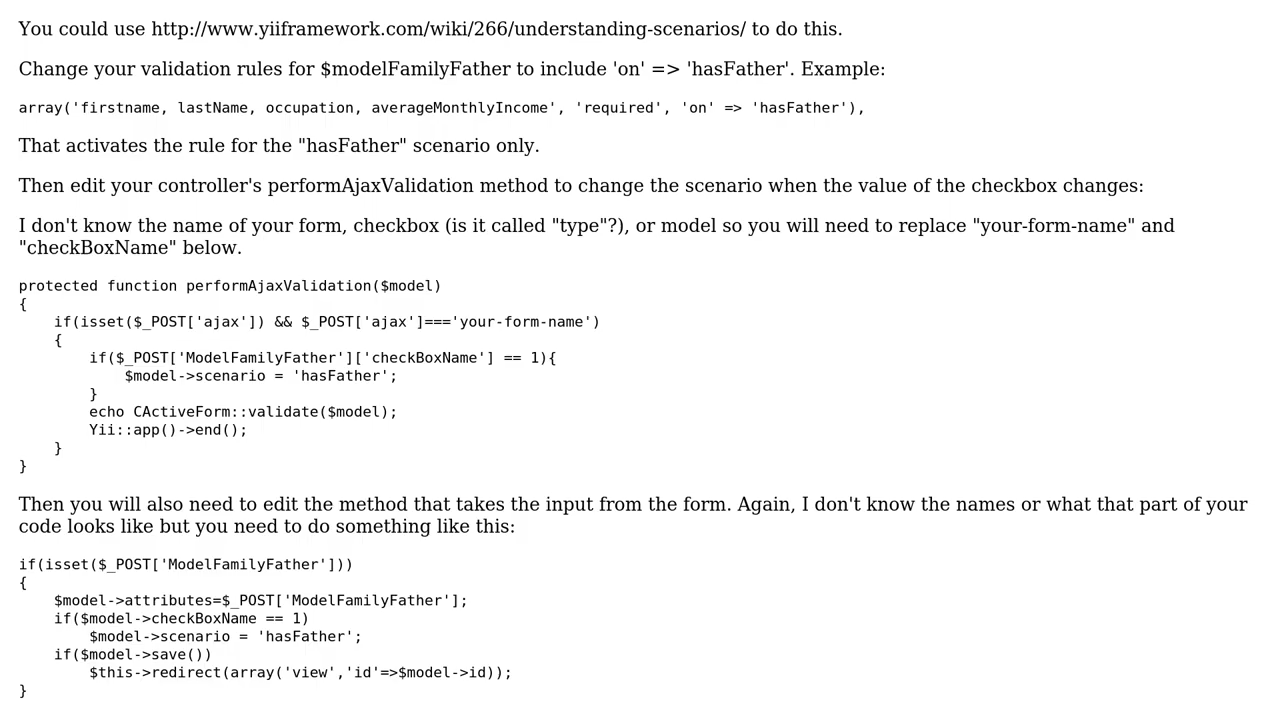 You could use http://www.yiiframework.com/wiki/266/understanding-scenarios/ to do this.
Change your validation rules for $modelFamilyFather to include 'on' => 'hasFather'. Example:
array('firstname, lastName, occupation, averageMonthlyIncome', 'required', 'on' => 'hasFather'),
That activates the rule for the "hasFather" scenario only.
Then edit your controller's performAjaxValidation method to change the scenario when the value of the checkbox changes:
I don't know the name of your form, checkbox (is it called "type"?), or model so you will need to replace "your-form-name" and
"checkBoxName" below.
protected function performAjaxValidation($model)
{
    if(isset($_POST['ajax']) && $_POST['ajax']==='your-form-name')
    {
        if($_POST['ModelFamilyFather']['checkBoxName'] == 1){
            $model->scenario = 'hasFather';
        }
        echo CActiveForm::validate($model);
        Yii::app()->end();
    }
}
Then you will also need to edit the method that takes the input from the form. Again, I don't know the names or what that part of your
code looks like but you need to do something like this:
if(isset($_POST['ModelFamilyFather']))
{
    $model->attributes=$_POST['ModelFamilyFather'];
    if($model->checkBoxName == 1)
        $model->scenario = 'hasFather';
    if($model->save())
        $this->redirect(array('view','id'=>$model->id));
}